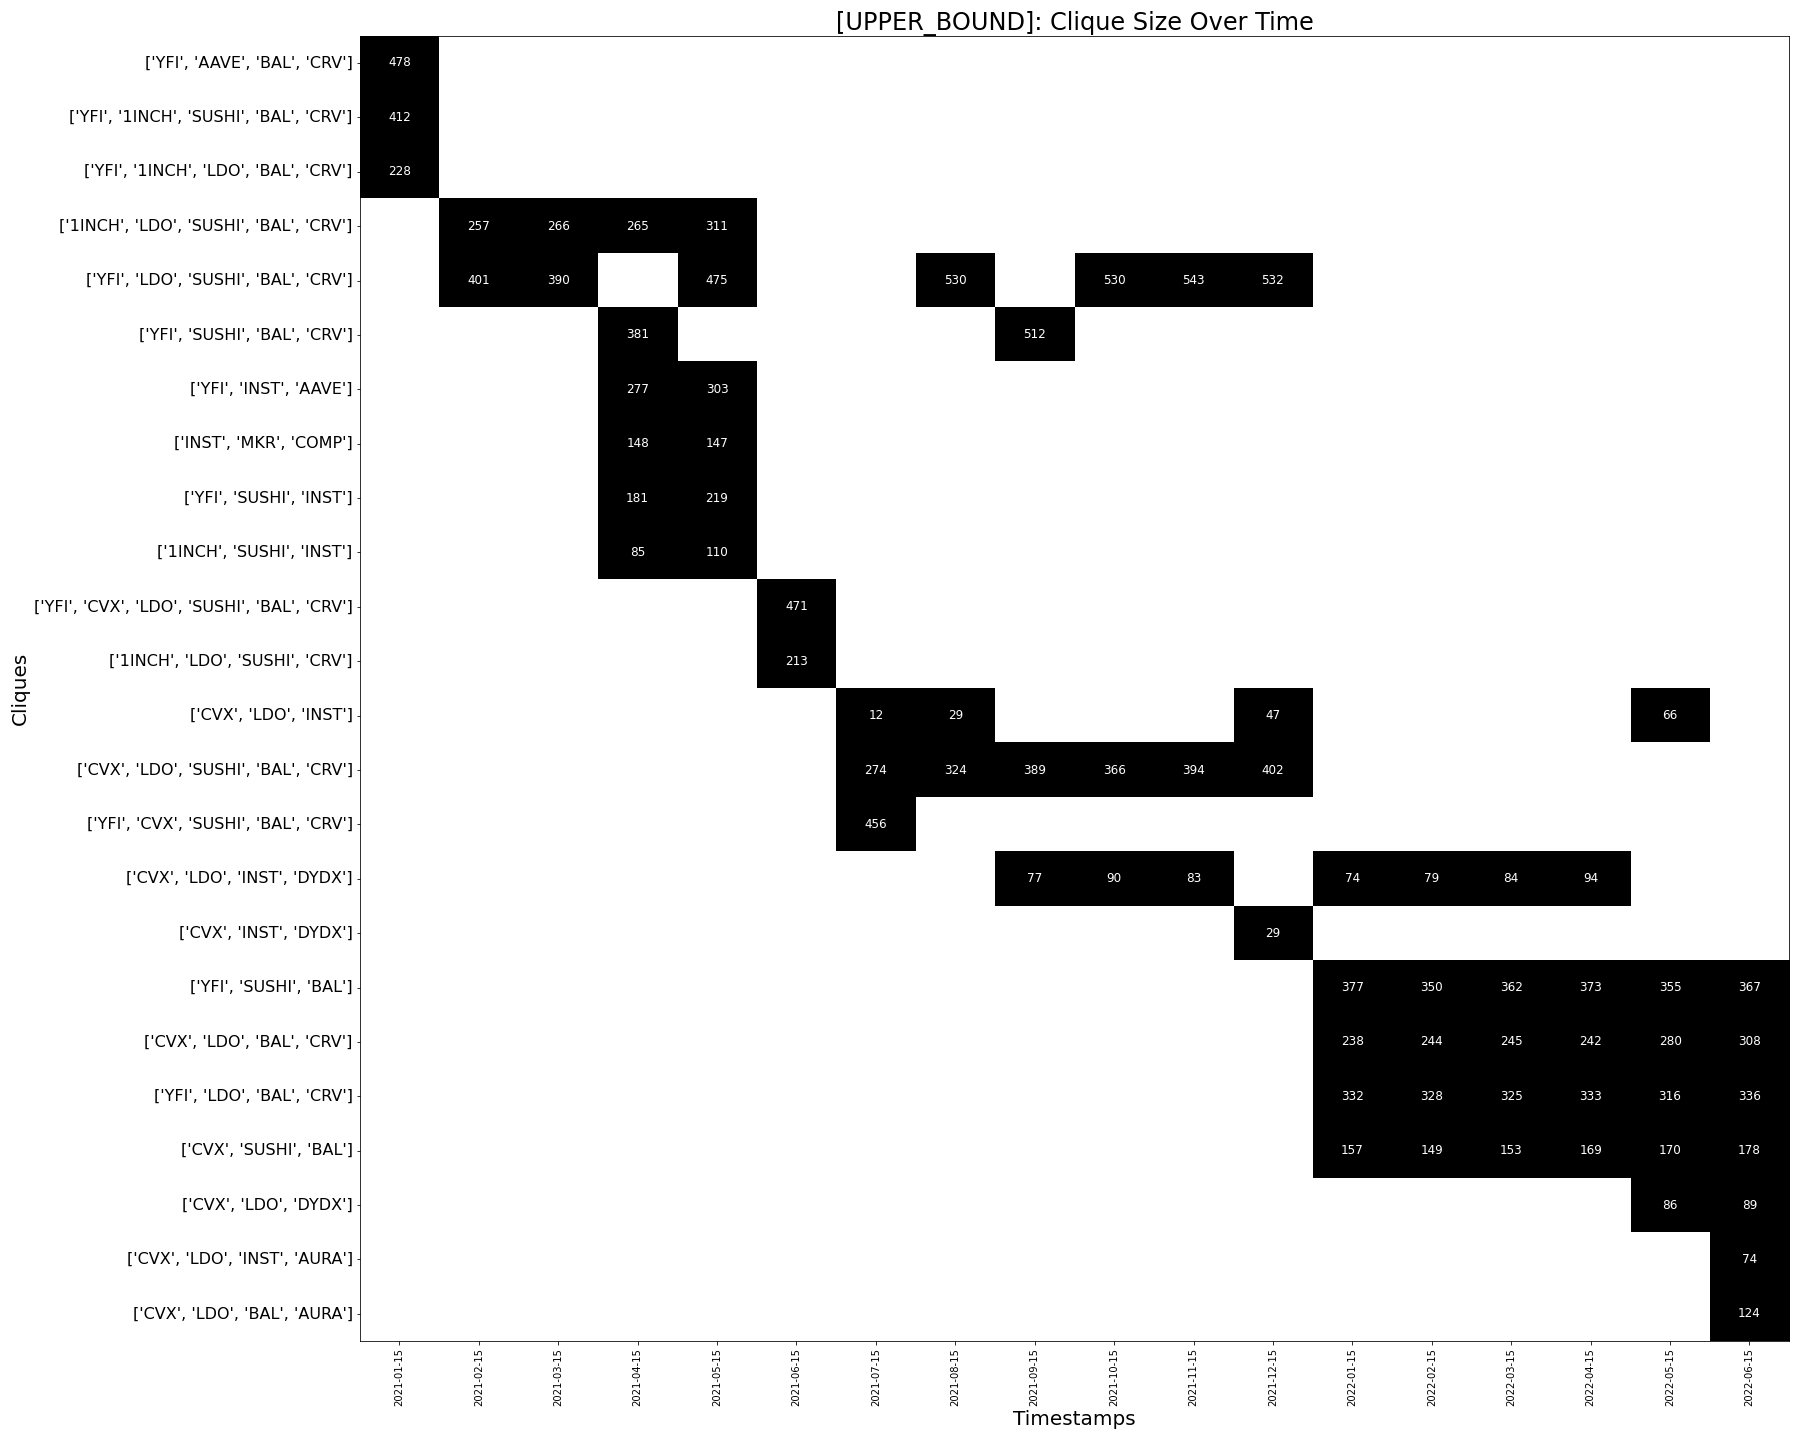 [UPPER_BOUND]: Clique Size Over Time
['YFI', 'AAVE', 'BAL', 'CRV'] 478
['YFI', '1INCH', 'SUSHI', 'BAL', 'CRV'] 412
['YFI', '1INCH', 'LDO', 'BAL', 'CRV'] 228
['1INCH', 'LDO', 'SUSHI', 'BAL', 'CRV'] 257 266 265 311
['YFI', 'LDO', 'SUSHI', 'BAL', 'CRV'] 401 390 475 530 530 543 532
['YFI', 'SUSHI', 'BAL', 'CRV'] 381 512
['YFI', 'INST', 'AAVE'] 277 303
['INST', 'MKR', 'COMP'] 148 147
['YFI', 'SUSHI', 'INST'] 181 219
['1INCH', 'SUSHI', 'INST'] 85 110
['YFI', 'CVX', 'LDO', 'SUSHI', 'BAL', 'CRV'] 471
['1INCH', 'LDO', 'SUSHI', 'CRV'] 213
['CVX', 'LDO', 'INST'] 12 29 47 66
['CVX', 'LDO', 'SUSHI', 'BAL', 'CRV'] 274 324 389 366 394 402
['YFI', 'CVX', 'SUSHI', 'BAL', 'CRV'] 456
['CVX', 'LDO', 'INST', 'DYDX'] 77 90 83 74 79 84 94
['CVX', 'INST', 'DYDX'] 29
['YFI', 'SUSHI', 'BAL'] 377 350 362 373 355 367
['CVX', 'LDO', 'BAL', 'CRV'] 238 244 245 242 280 308
['YFI', 'LDO', 'BAL', 'CRV'] 332 328 325 333 316 336
['CVX', 'SUSHI', 'BAL'] 157 149 153 169 170 178
['CVX', 'LDO', 'DYDX'] 86 89
['CVX', 'LDO', 'INST', 'AURA'] 74
['CVX', 'LDO', 'BAL', 'AURA'] 124
Cliques
2021-01-15 2021-02-15 2021-03-15 2021-04-15 2021-05-15 2021-06-15 2021-07-15 2021-08-15 2021-09-15 2021-10-15 2021-11-15 2021-12-15 2022-01-15 2022-02-15 2022-03-15 2022-04-15 2022-05-15 2022-06-15
Timestamps